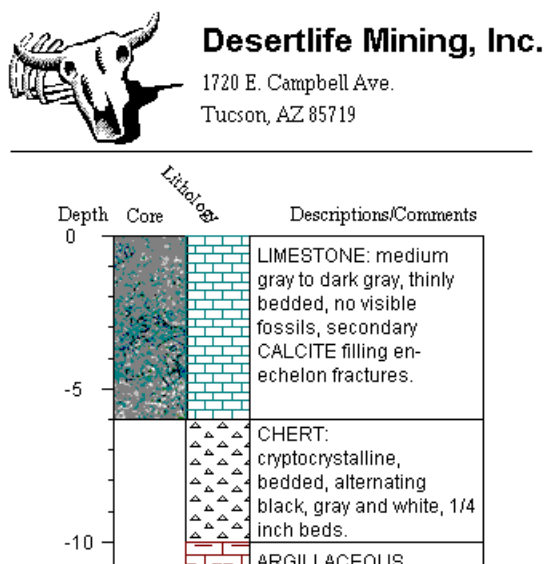 Desertlife Mining, Inc.
1720 E. Campbell Ave.
Tucson, AZ 85719
Depth Core Lithology Descriptions/Comments
0
LIMESTONE: medium
gray to dark gray, thinly
bedded, no visible
fossils, secondary
CALCITE filling en-
echelon fractures.
-5
CHERT:
cryptocrystalline,
bedded, alternating
black, gray and white, 1/4
inch beds.
-10
ARGILLACEOUS